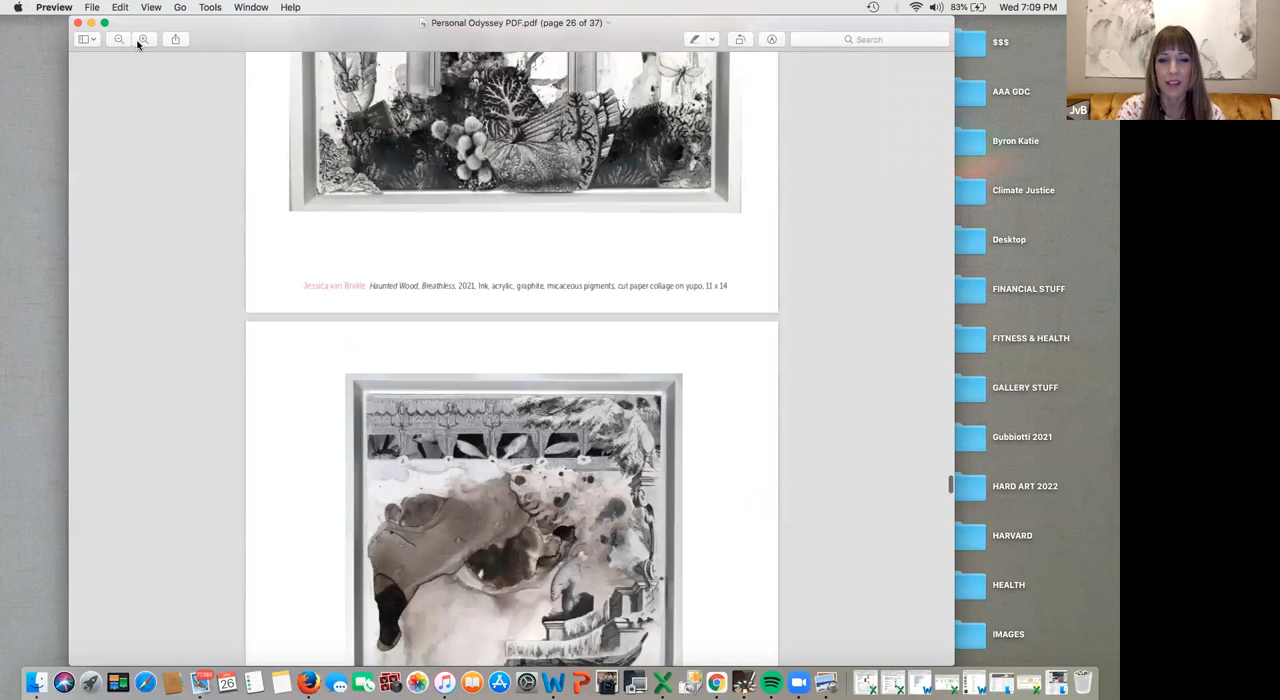 Preview File Edit View Go Tools Window Help
83% Wed 7:09 PM
Personal Odyssey PDF.pdf (page 26 of 37)
Search
JvB
$$$
AAA GDC
Byron Katie
Climate Justice
Desktop
FINANCIAL STUFF
FITNESS & HEALTH
GALLERY STUFF
Gubbiotti 2021
HARD ART 2022
HARVARD
HEALTH
IMAGES
Jessica van Brakle Haunted Wood, Breathless, 2021, Ink, acrylic, graphite, micaceous pigments, cut paper collage on yupo, 11 x 14
26